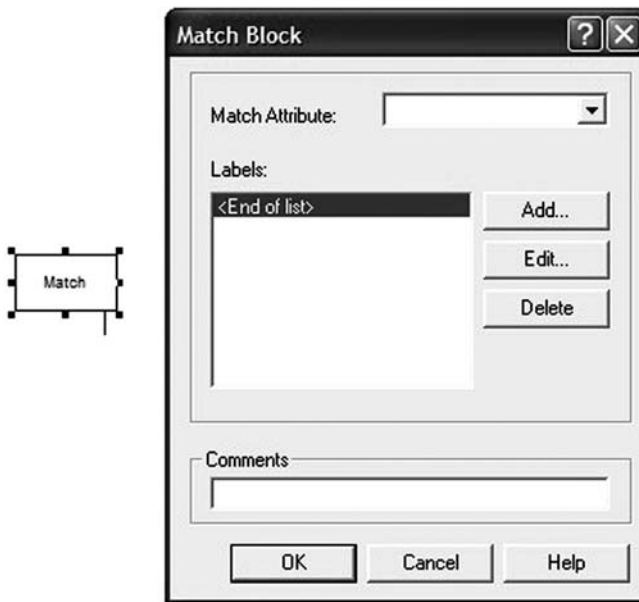 Match Block
Match Attribute:
Labels:
<End of list>
Add...
Edit...
Delete
Match
Comments
OK
Cancel
Help